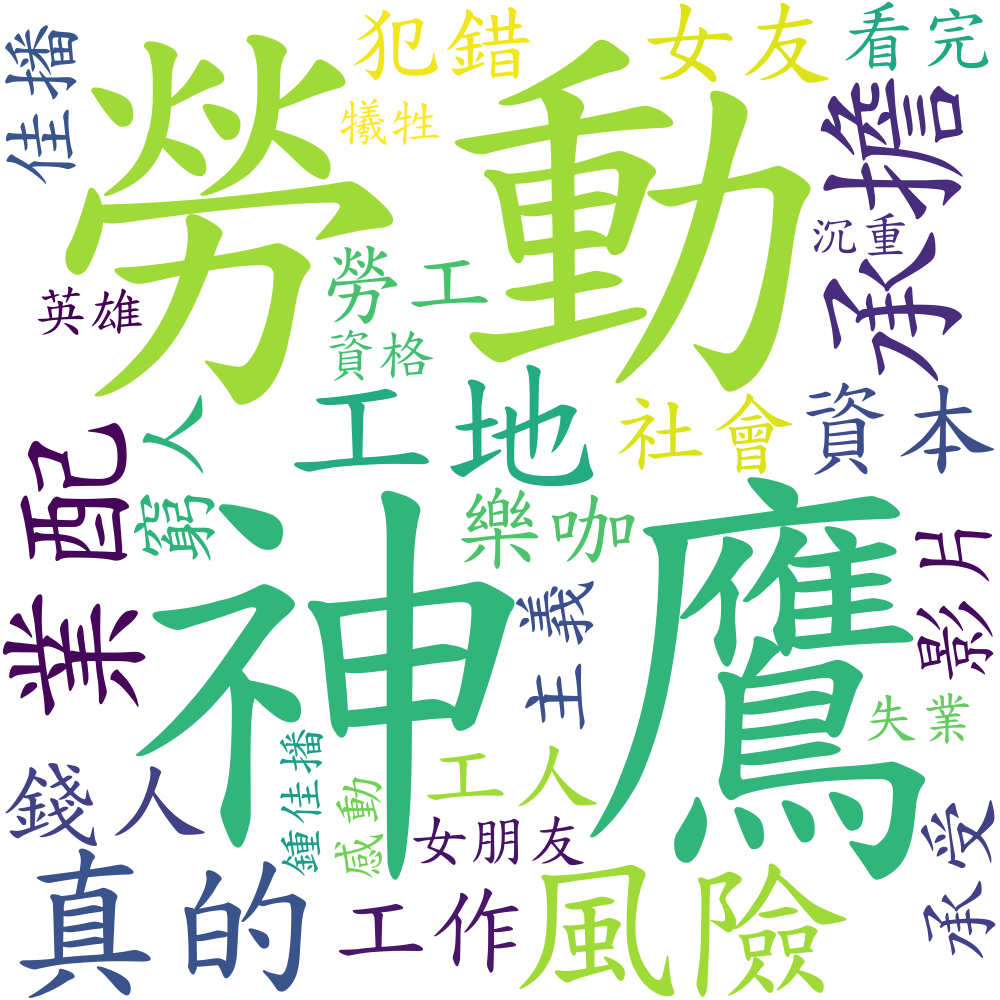 佳播
犯錯
女友
看完
勞動
犧牲
承擔
沉重
勞工
英雄
資格
工地
社會
資本
業配
窮人
樂咖
神鷹
主義
影片
失業
錢人
鍾佳播
感動
工人
女朋友
承受
真的
工作
風險